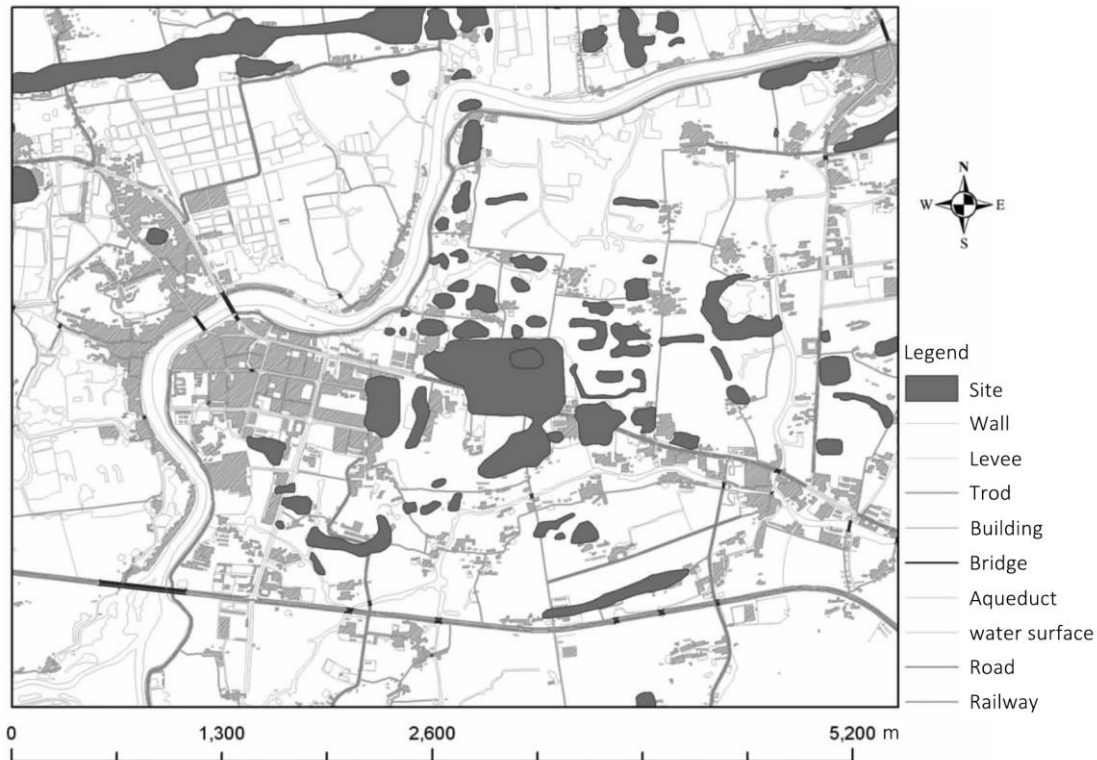 N
W E
S
Legend
Site
Wall
Levee
Trod
Building
Bridge
Aqueduct
water surface
Road
Railway
0 1,300 2,600 5,200 m